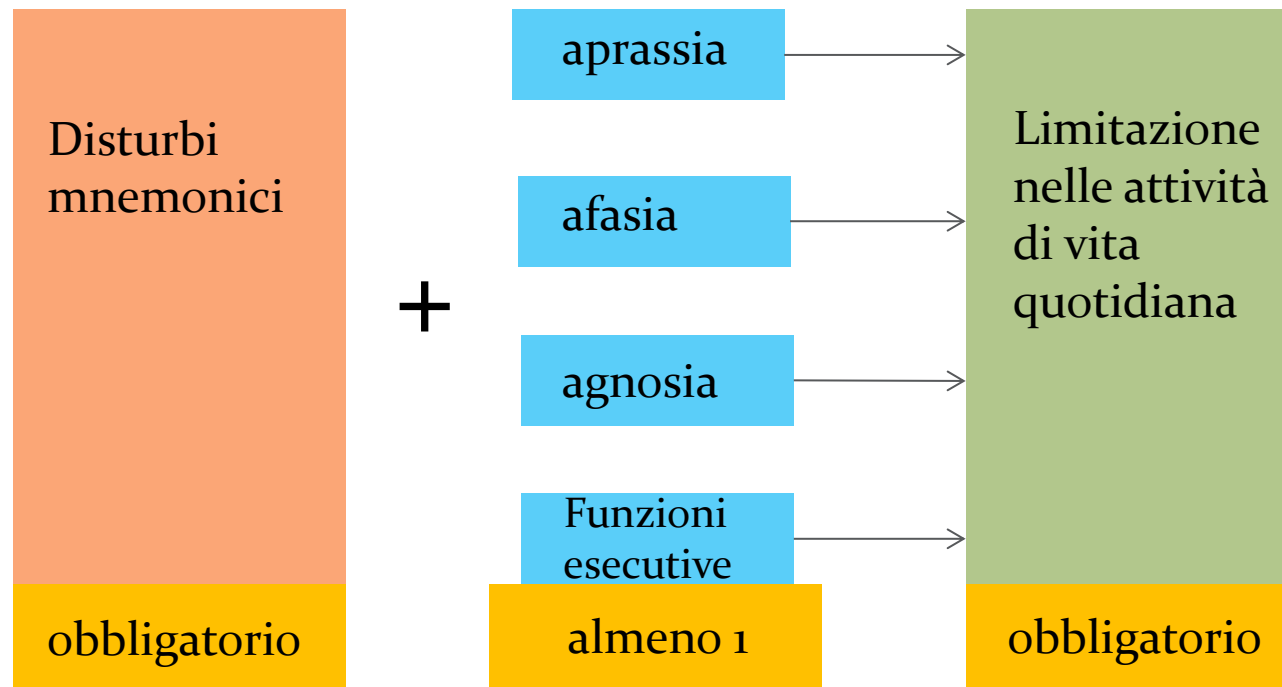 Disturbi
mnemonici
obbligatorio
+
aprassia
afasia
agnosia
Funzioni
esecutive
almeno 1
Limitazione
nelle attività
di vita
quotidiana
obbligatorio